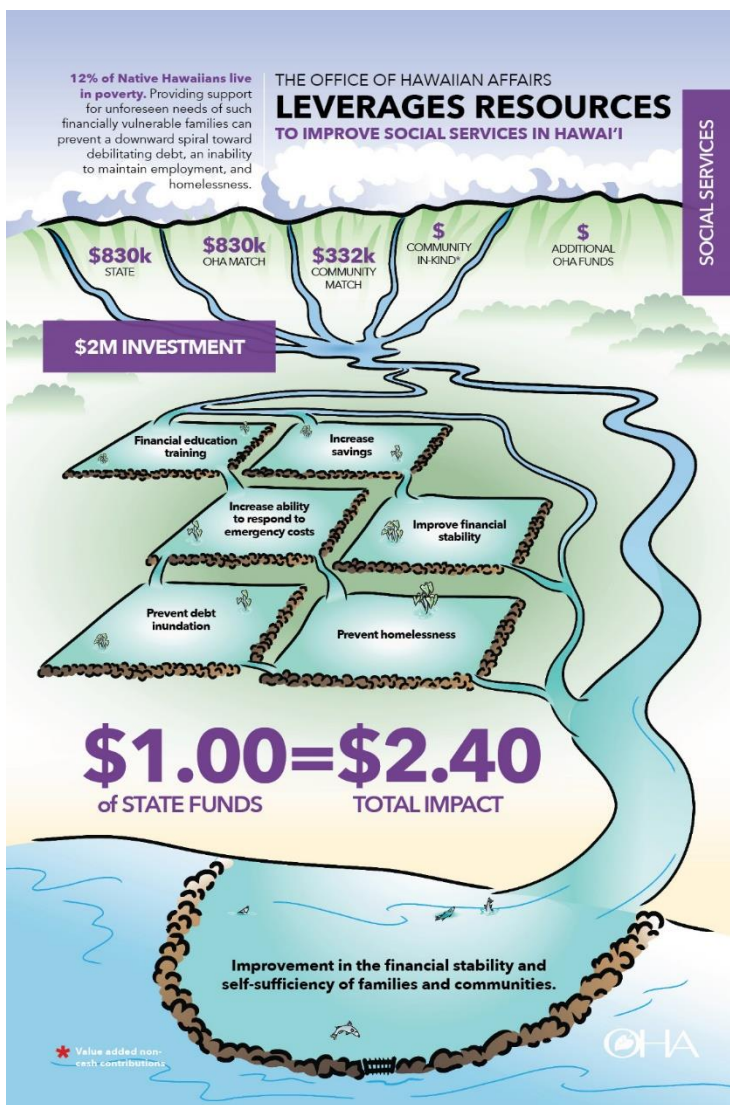 12% of Native Hawaiians live
in poverty. Providing support
for unforeseen needs of such
financially vulnerable families can
prevent a downward spiral toward
debilitating debt, an inability
to maintain employment, and
homelessness.
THE OFFICE OF HAWAIIAN AFFAIRS
LEVERAGES RESOURCES
TO IMPROVE SOCIAL SERVICES IN HAWAI'I
SOCIAL SERVICES
$830k
STATE
$830k
OHA MATCH
$332k
COMMUNITY
MATCH
$
COMMUNITY
IN-KIND*
$
ADDITIONAL
OHA FUNDS
$2M INVESTMENT
Financial education
training
Increase
savings
Increase ability
to respond to
emergency costs
Improve financial
stability
Prevent debt
inundation
Prevent homelessness
$1.00=$2.40
of STATE FUNDS TOTAL IMPACT
Improvement in the financial stability and
self-sufficiency of families and communities.
* Value added non-
cash contributions
OHA